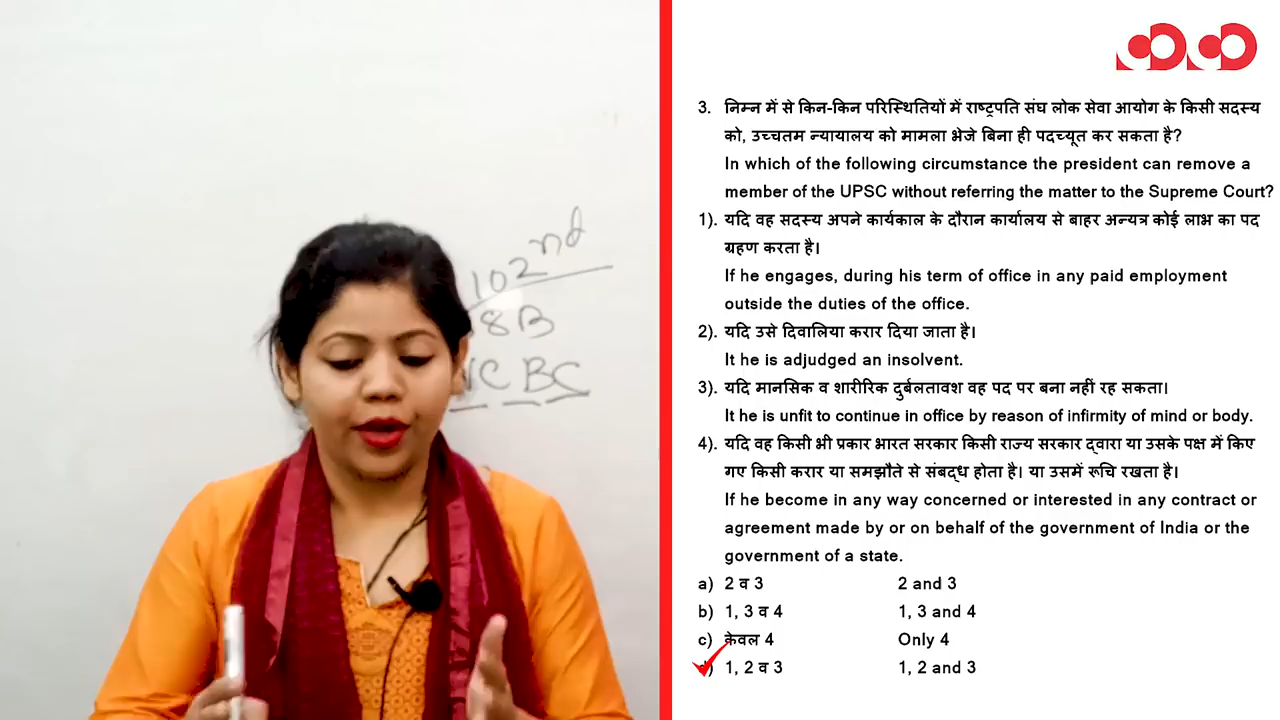 102nd
8B
C BC
3. निम्न में से किन-किन परिस्थितियों में राष्ट्रपति संघ लोक सेवा आयोग के किसी सदस्य
को, उच्चतम न्यायालय को मामला भेजे बिना ही पदच्यूत कर सकता है?
In which of the following circumstance the president can remove a
member of the UPSC without referring the matter to the Supreme Court?
1). यदि वह सदस्य अपने कार्यकाल के दौरान कार्यालय से बाहर अन्यत्र कोई लाभ का पद
ग्रहण करता है।
If he engages, during his term of office in any paid employment
outside the duties of the office.
2). यदि उसे दिवालिया करार दिया जाता है।
It he is adjudged an insolvent.
3). यदि मानसिक व शारीरिक दुर्बलतावश वह पद पर बना नहीं रह सकता।
It he is unfit to continue in office by reason of infirmity of mind or body.
4). यदि वह किसी भी प्रकार भारत सरकार किसी राज्य सरकार द्वारा या उसके पक्ष में किए
गए किसी करार या समझौते से संबद्ध होता है। या उसमें रूचि रखता है।
If he become in any way concerned or interested in any contract or
agreement made by or on behalf of the government of India or the
government of a state.
a) 2 व 3 2 and 3
b) 1, 3 व 4 1, 3 and 4
c) केवल 4 Only 4
d) 1, 2 व 3 1, 2 and 3